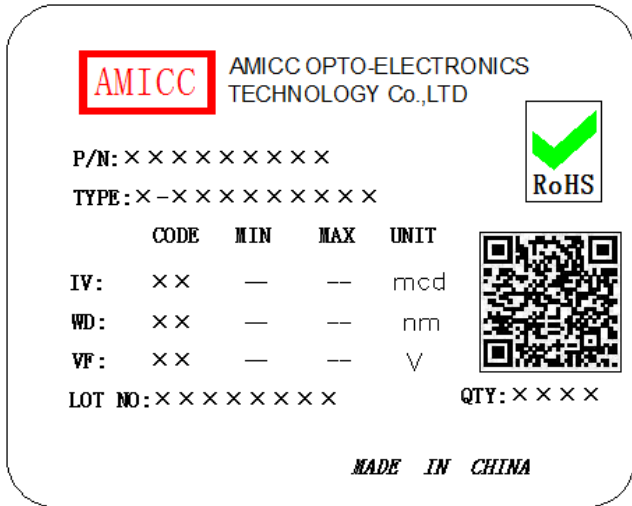 AMICC
AMICC OPTO-ELECTRONICS
TECHNOLOGY Co.,LTD
RoHS
P/N:×××××××××
TYPE:×-×××××××××
CODE MIN MAX UNIT
IV: ×× — -- mcd
WD: ×× — -- nm
VF: ×× — -- V
LOT NO:××××××××
QTY:××××
MADE IN CHINA